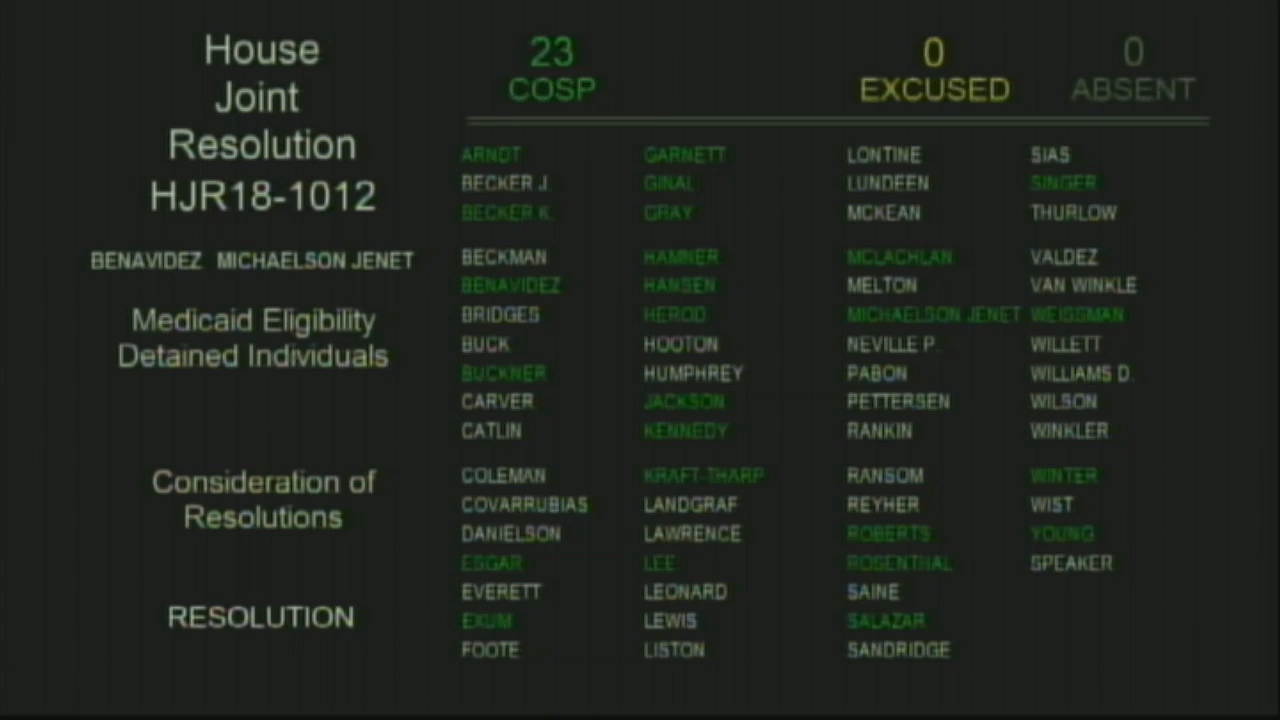 House
Joint
Resolution
HJR18-1012
BENAVIDEZ MICHAELSON JENET
Medicaid Eligibility
Detained Individuals
Consideration of
Resolutions
RESOLUTION
23 0 0
COSP EXCUSED ABSENT
ARNDT GARNETT LONTINE SIAS
BECKER J. GINAL LUNDEEN SINGER
BECKER K. GRAY MCKEAN THURLOW
BECKMAN HAMNER MCLACHLAN VALDEZ
BENAVIDEZ HANSEN MELTON VAN WINKLE
BRIDGES HEROD MICHAELSON JENET WEISSMAN
BUCK HOOTON NEVILLE P. WILLETT
BUCKNER HUMPHREY PABON WILLIAMS D.
CARVER JACKSON PETTERSEN WILSON
CATLIN KENNEDY RANKIN WINKLER
COLEMAN KRAFT-THARP RANSOM WINTER
COVARRUBIAS LANDGRAF REYHER WIST
DANIELSON LAWRENCE ROBERTS YOUNG
ESGAR LEE ROSENTHAL SPEAKER
EVERETT LEONARD SAINE
EXUM LEWIS SALAZAR
FOOTE LISTON SANDRIDGE